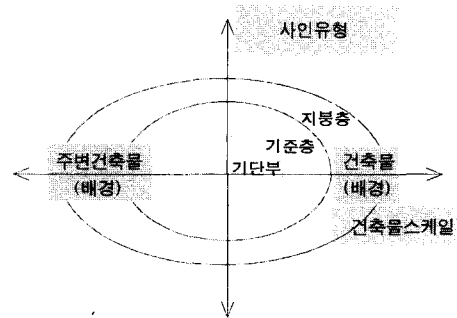 사인유형
지붕층
기준층
주변건축물
기단부
건축물
(배경)
(배경)
건축물스케일